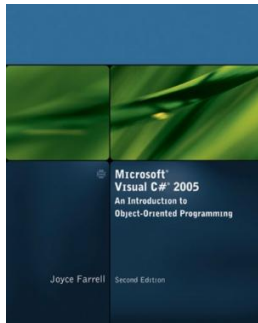 Microsoft®
Visual C#® 2005
An Introduction to
Object-Oriented Programming
Joyce Farrell
Second Edition